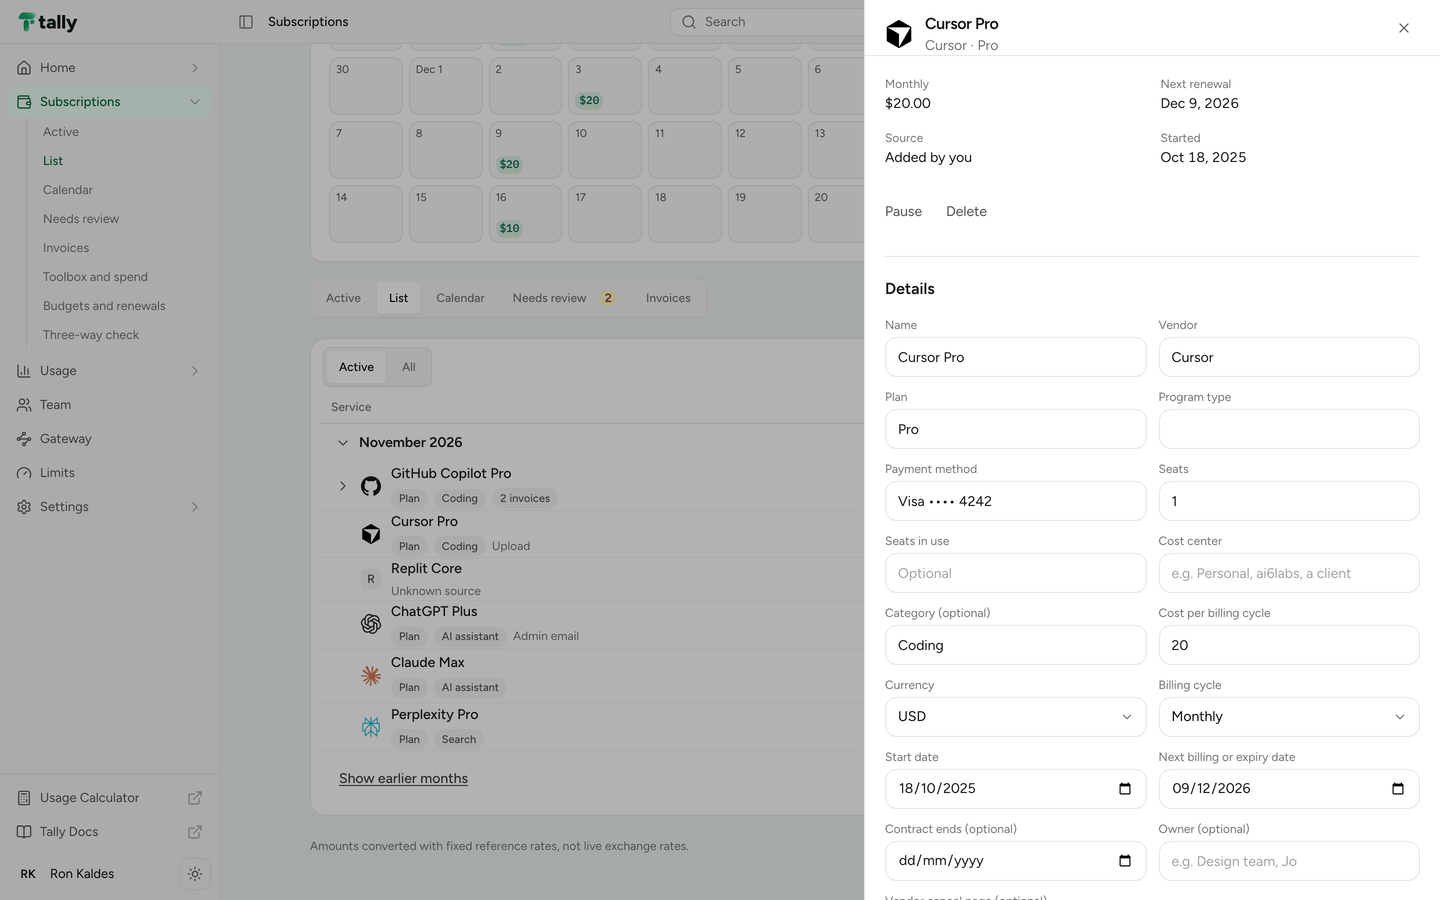 tally
Subscriptions
Search
Home
Subscriptions
Active
List
Calendar
Needs review
Invoices
Toolbox and spend
Budgets and renewals
Three-way check
Usage
Team
Gateway
Limits
Settings
Usage Calculator
Tally Docs
RK Ron Kaldes
30 Dec 1 2 3 4 5 6
$20
7 8 9 10 11 12 13
$20
14 15 16 17 18 19 20
$10
Active List Calendar Needs review 2 Invoices
Active All
Service
November 2026
GitHub Copilot Pro
Plan Coding 2 invoices
Cursor Pro
Plan Coding Upload
R Replit Core
Unknown source
ChatGPT Plus
Plan AI assistant Admin email
Claude Max
Plan AI assistant
Perplexity Pro
Plan Search
Show earlier months
Amounts converted with fixed reference rates, not live exchange rates.
Cursor Pro
Cursor · Pro
Monthly Next renewal
$20.00 Dec 9, 2026
Source Started
Added by you Oct 18, 2025
Pause Delete
Details
Name Vendor
Cursor Pro Cursor
Plan Program type
Pro
Payment method Seats
Visa •••• 4242 1
Seats in use Cost center
Optional e.g. Personal, ai6labs, a client
Category (optional) Cost per billing cycle
Coding 20
Currency Billing cycle
USD Monthly
Start date Next billing or expiry date
18/10/2025 09/12/2026
Contract ends (optional) Owner (optional)
dd/mm/yyyy e.g. Design team, Jo